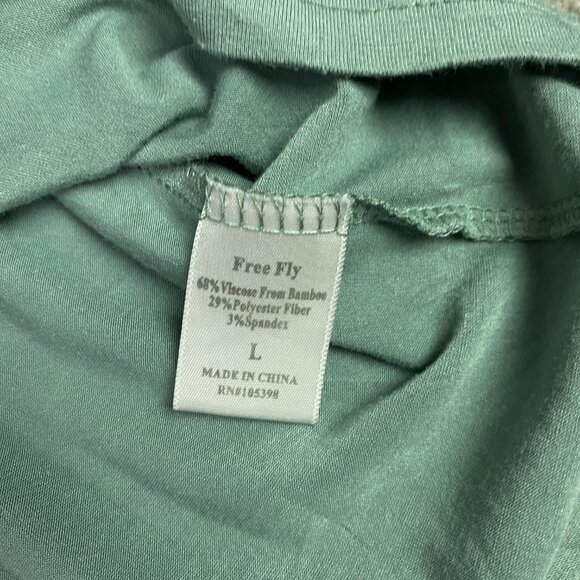 Free Fly
68%Viscose From Bamboo
29%Polyester Fiber
3%Spandex
L
MADE IN CHINA
RN#105398